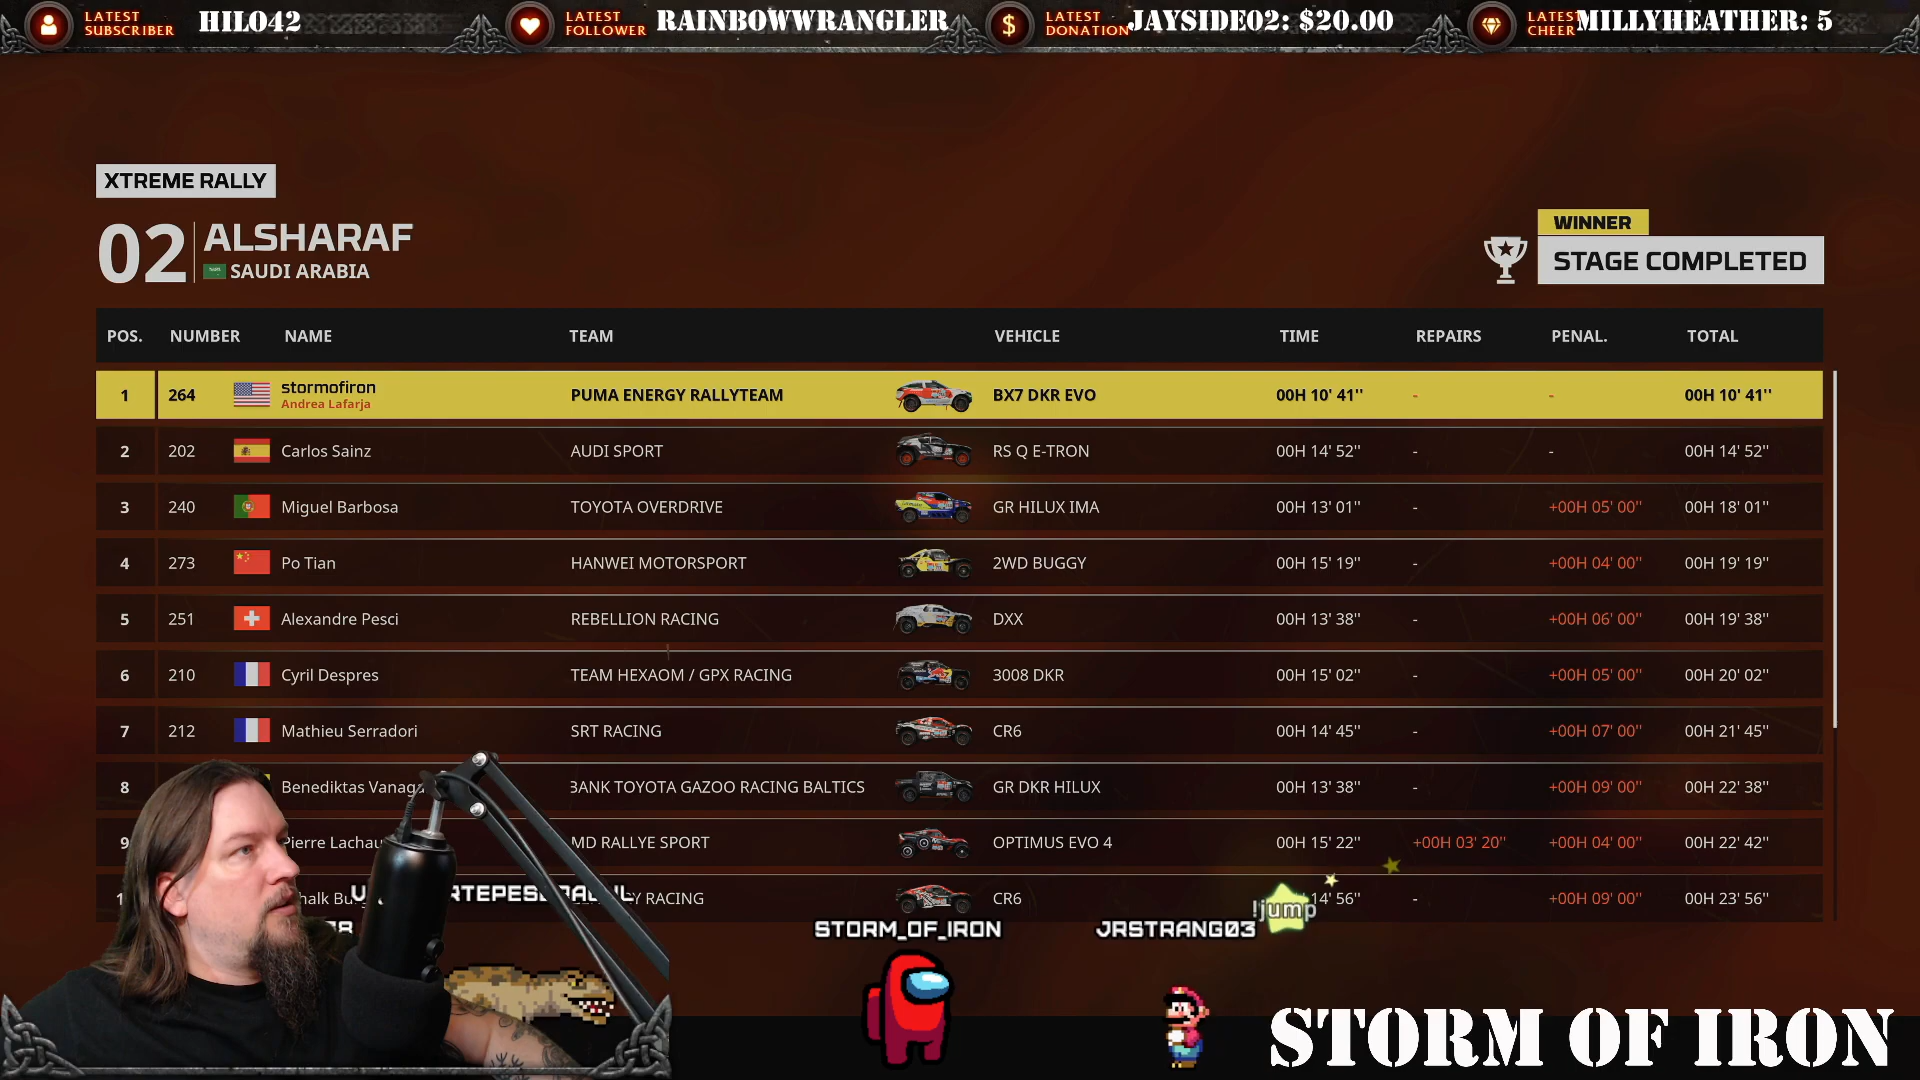 LATEST SUBSCRIBER HILO42 LATEST FOLLOWER RAINBOWWRANGLER LATEST DONATION JAYSIDE02: $20.00 LATEST CHEER MILLYHEATHER: 5
XTREME RALLY
02 ALSHARAF
SAUDI ARABIA
WINNER
STAGE COMPLETED
POS. NUMBER NAME TEAM VEHICLE TIME REPAIRS PENAL. TOTAL
1 264 stormofiron Andrea Lafarja PUMA ENERGY RALLYTEAM BX7 DKR EVO 00H 10' 41'' - - 00H 10' 41''
2 202 Carlos Sainz AUDI SPORT RS Q E-TRON 00H 14' 52'' - - 00H 14' 52''
3 240 Miguel Barbosa TOYOTA OVERDRIVE GR HILUX IMA 00H 13' 01'' - +00H 05' 00'' 00H 18' 01''
4 273 Po Tian HANWEI MOTORSPORT 2WD BUGGY 00H 15' 19'' - +00H 04' 00'' 00H 19' 19''
5 251 Alexandre Pesci REBELLION RACING DXX 00H 13' 38'' - +00H 06' 00'' 00H 19' 38''
6 210 Cyril Despres TEAM HEXAOM / GPX RACING 3008 DKR 00H 15' 02'' - +00H 05' 00'' 00H 20' 02''
7 212 Mathieu Serradori SRT RACING CR6 00H 14' 45'' - +00H 07' 00'' 00H 21' 45''
8 Benediktas BANK TOYOTA GAZOO RACING BALTICS GR DKR HILUX 00H 13' 38'' - +00H 09' 00'' 00H 22' 38''
9 Pierre MD RALLYE SPORT OPTIMUS EVO 4 00H 15' 22'' +00H 03' 20'' +00H 04' 00'' 00H 22' 42''
RACING CR6 14' 56'' - +00H 09' 00'' 00H 23' 56''
!jump
STORM_OF_IRON JRSTRANG03
STORM OF IRON